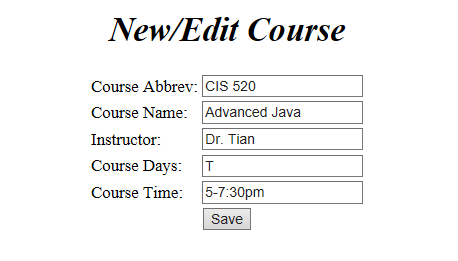 New/Edit Course
Course Abbrev: CIS 520
Course Name: Advanced Java
Instructor: Dr. Tian
Course Days: T
Course Time: 5-7:30pm
Save